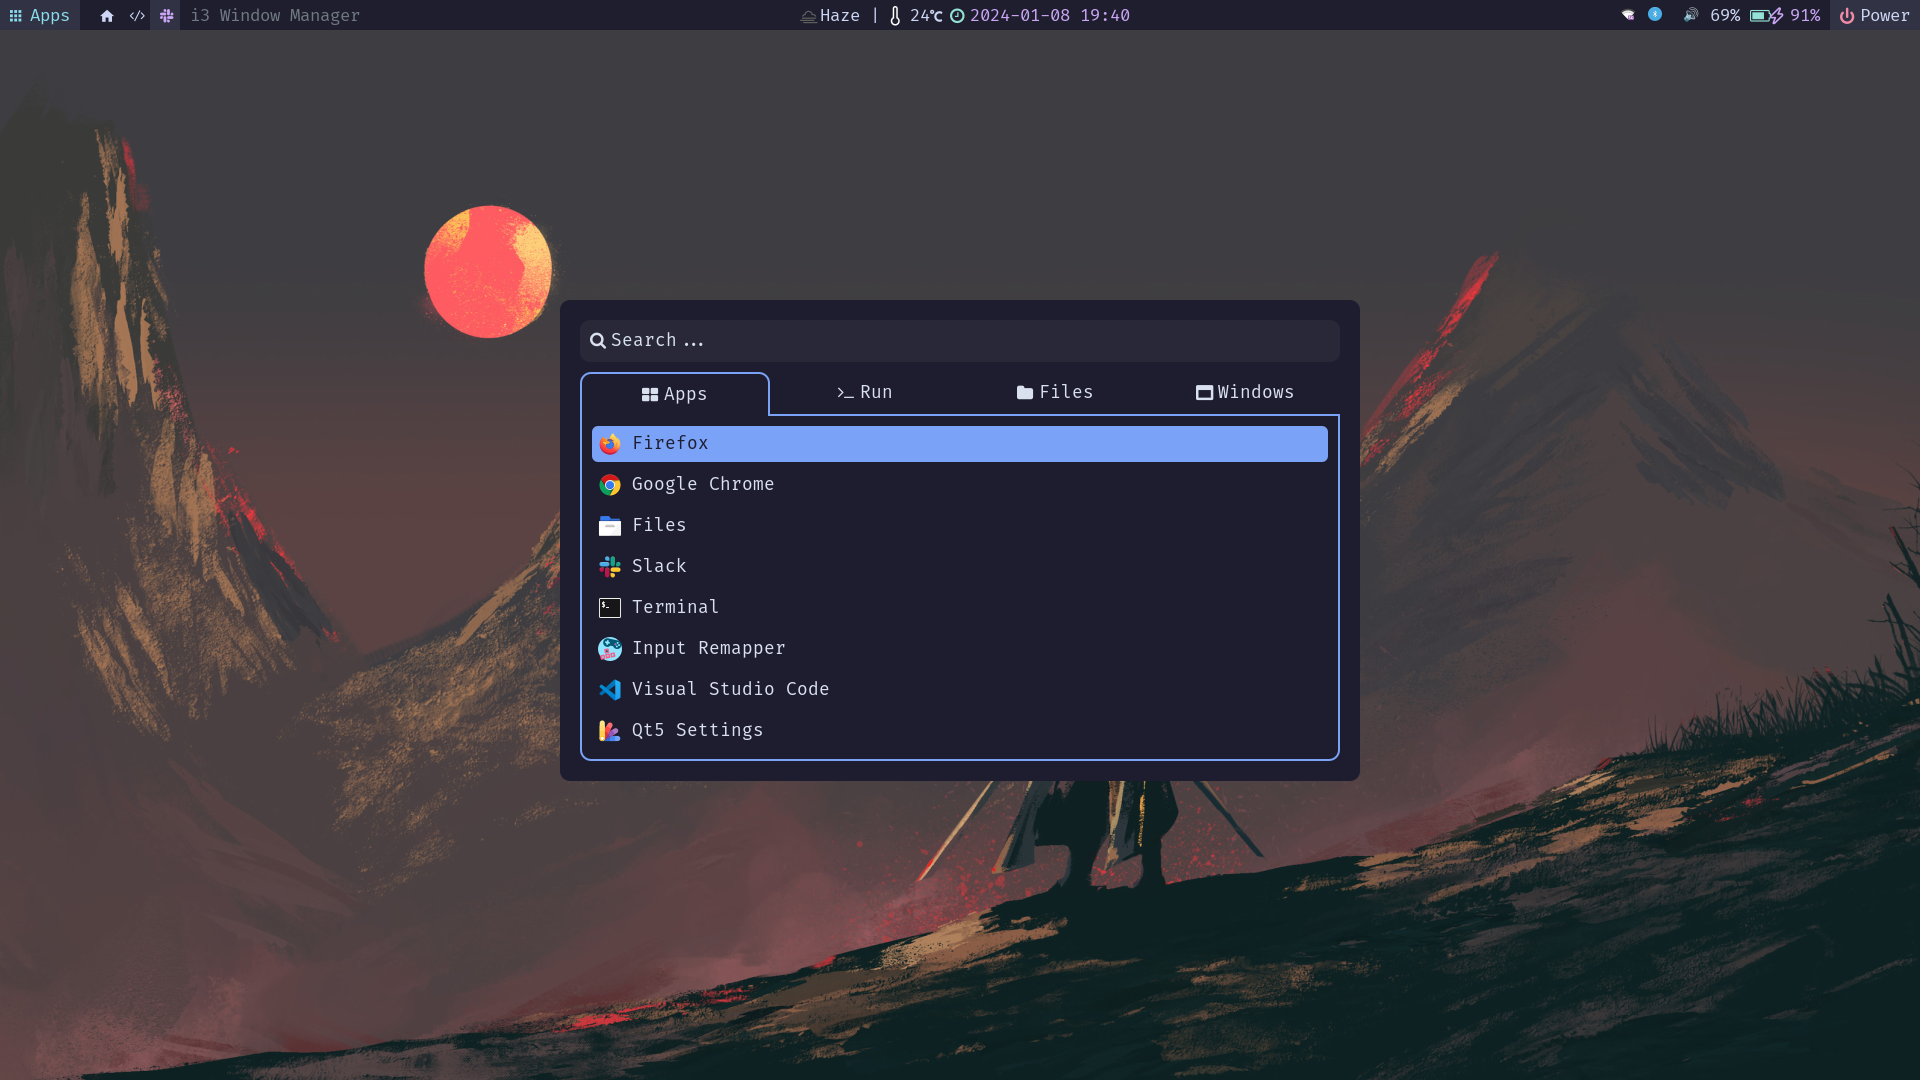 Apps i3 Window Manager Haze | 24℃ 2024-01-08 19:40 69% 91% Power
Search ...
Apps Run Files Windows
Firefox
Google Chrome
Files
Slack
Terminal
Input Remapper
Visual Studio Code
Qt5 Settings